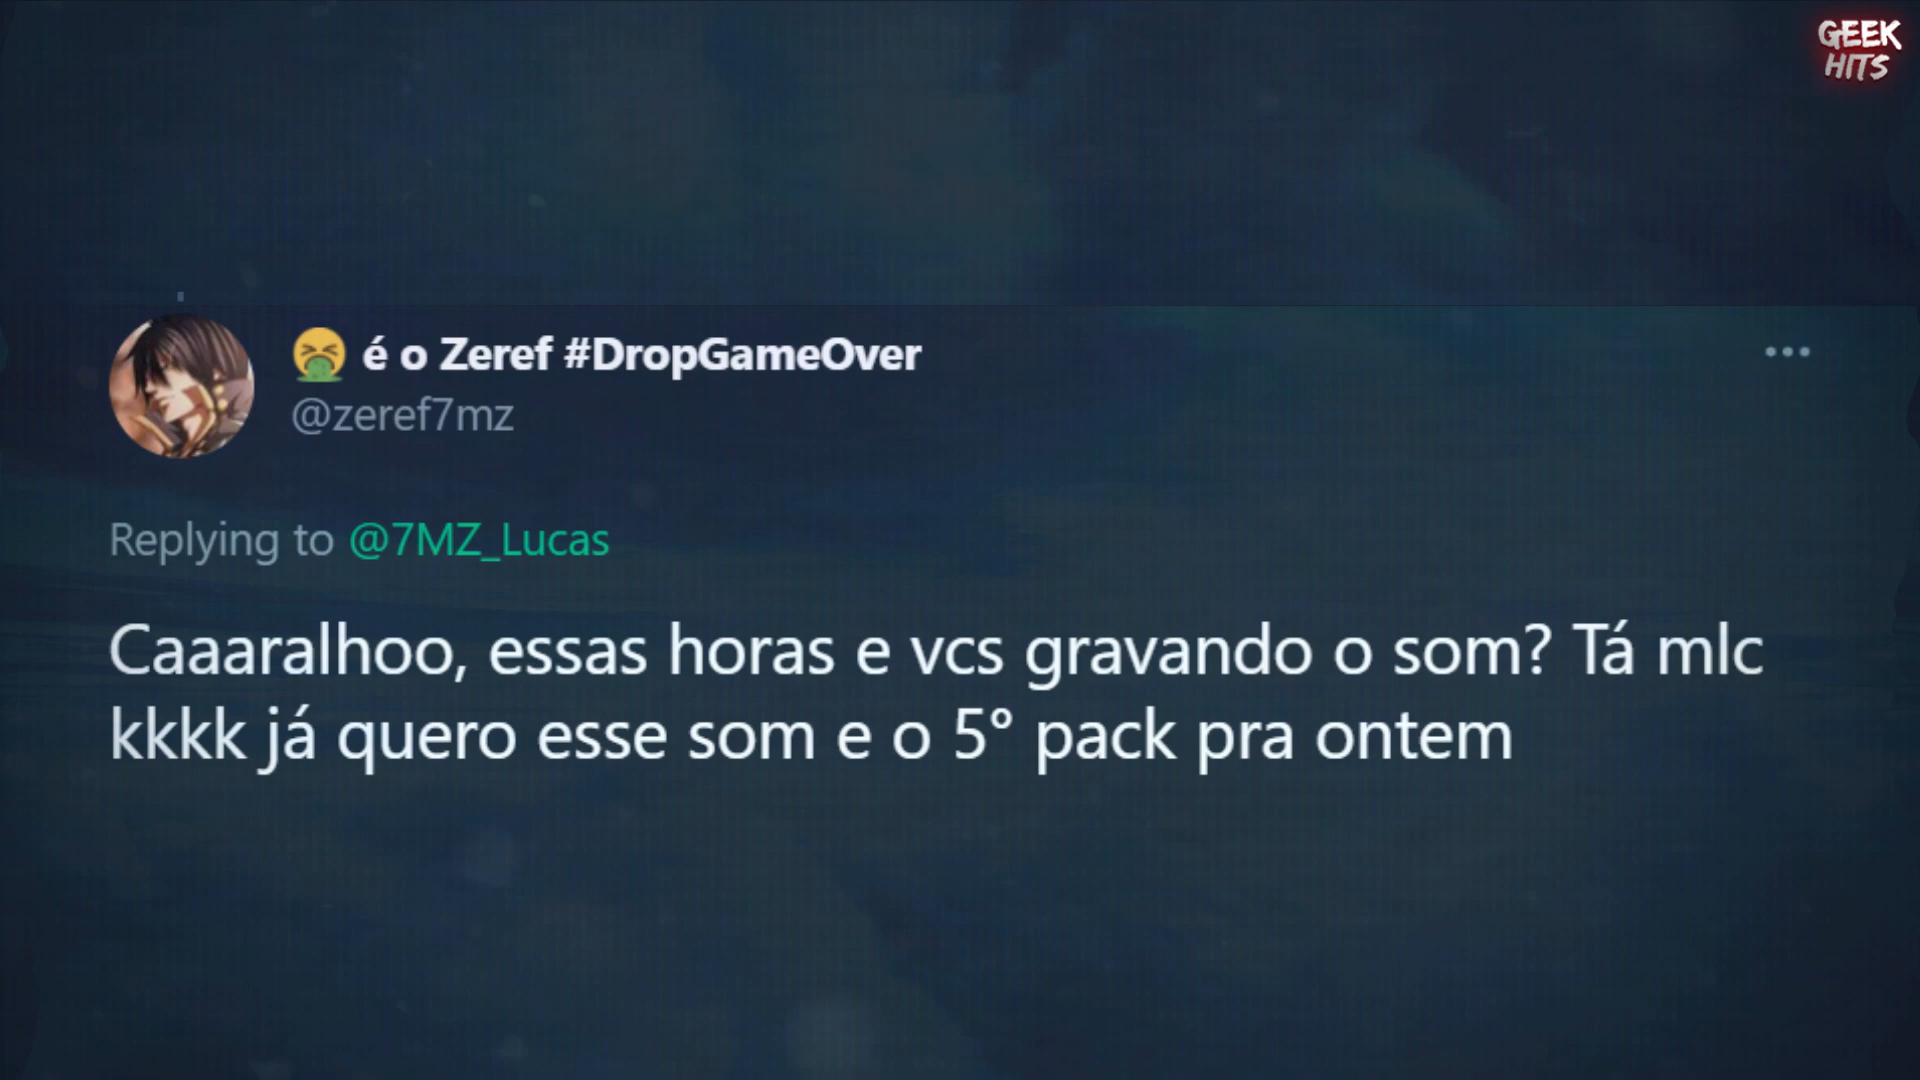 GEEK
HITS
🤮 é o Zeref #DropGameOver
@zeref7mz
Replying to @7MZ_Lucas
Caaaralhoo, essas horas e vcs gravando o som? Tá mlc
kkkk já quero esse som e o 5° pack pra ontem